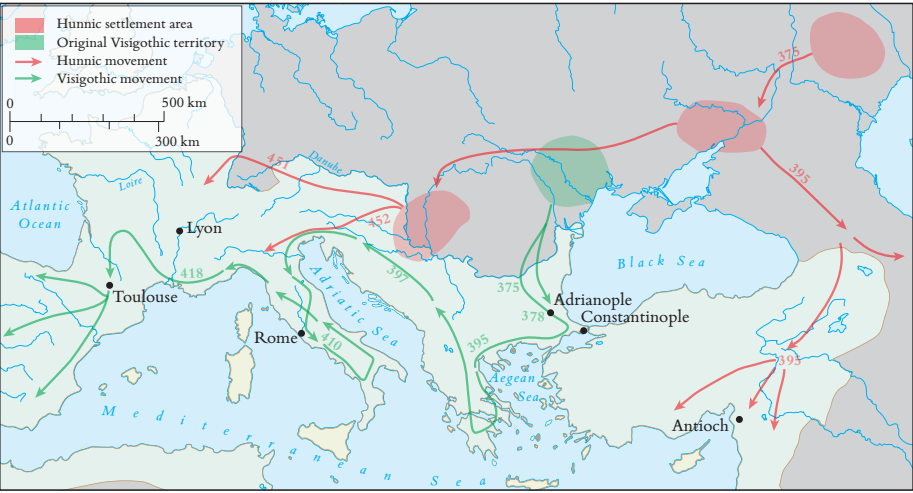 Hunnic settlement area
Original Visigothic territory
Hunnic movement
Visigothic movement
0 500 km
0 300 km
375
451
Danube
Loire
395
Atlantic
Ocean
Lyon
452
Black Sea
418
397
Adriatic Sea
375
Toulouse
Adrianople
378
Constantinople
Rome
410
395
395
Aegean
Sea
Antioch
Mediterranean Sea